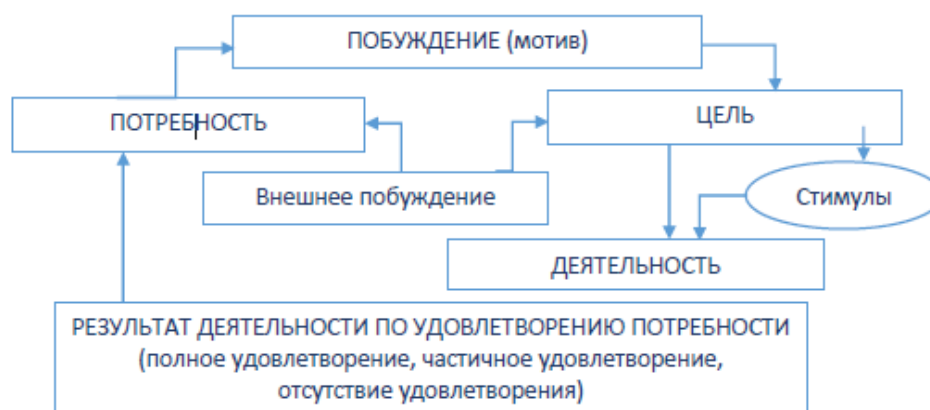 ПОБУЖДЕНИЕ (мотив)
ПОТРЕБНОСТЬ
ЦЕЛЬ
Внешнее побуждение
Стимулы
ДЕЯТЕЛЬНОСТЬ
РЕЗУЛЬТАТ ДЕЯТЕЛЬНОСТИ ПО УДОВЛЕТВОРЕНИЮ ПОТРЕБНОСТИ
(полное удовлетворение, частичное удовлетворение,
отсутствие удовлетворения)